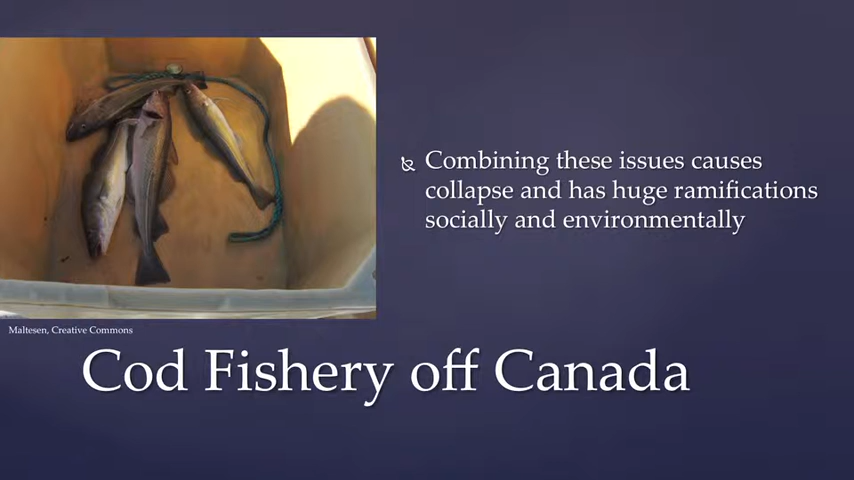 Combining these issues causes
collapse and has huge ramifications
socially and environmentally
Maltesen, Creative Commons
Cod Fishery off Canada